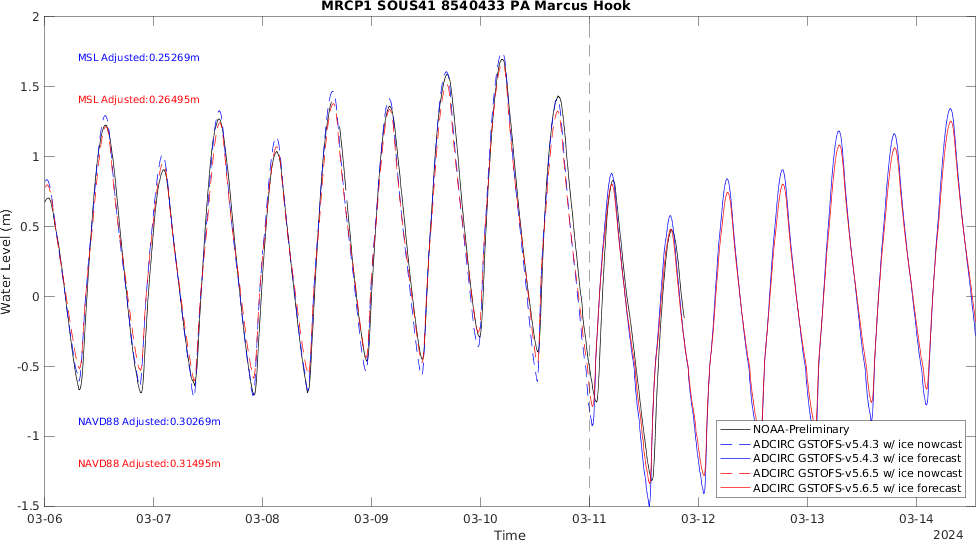 MRCP1 SOUS41 8540433 PA Marcus Hook
2
1.5
1
0.5
0
-0.5
-1
-1.5
Water Level (m)
MSL Adjusted:0.25269m
MSL Adjusted:0.26495m
NAVD88 Adjusted:0.30269m
NAVD88 Adjusted:0.31495m
NOAA-Preliminary
ADCIRC GSTOFS-v5.4.3 w/ ice nowcast
ADCIRC GSTOFS-v5.4.3 w/ ice forecast
ADCIRC GSTOFS-v5.6.5 w/ ice nowcast
ADCIRC GSTOFS-v5.6.5 w/ ice forecast
03-06 03-07 03-08 03-09 03-10 03-11 03-12 03-13 03-14
Time
2024